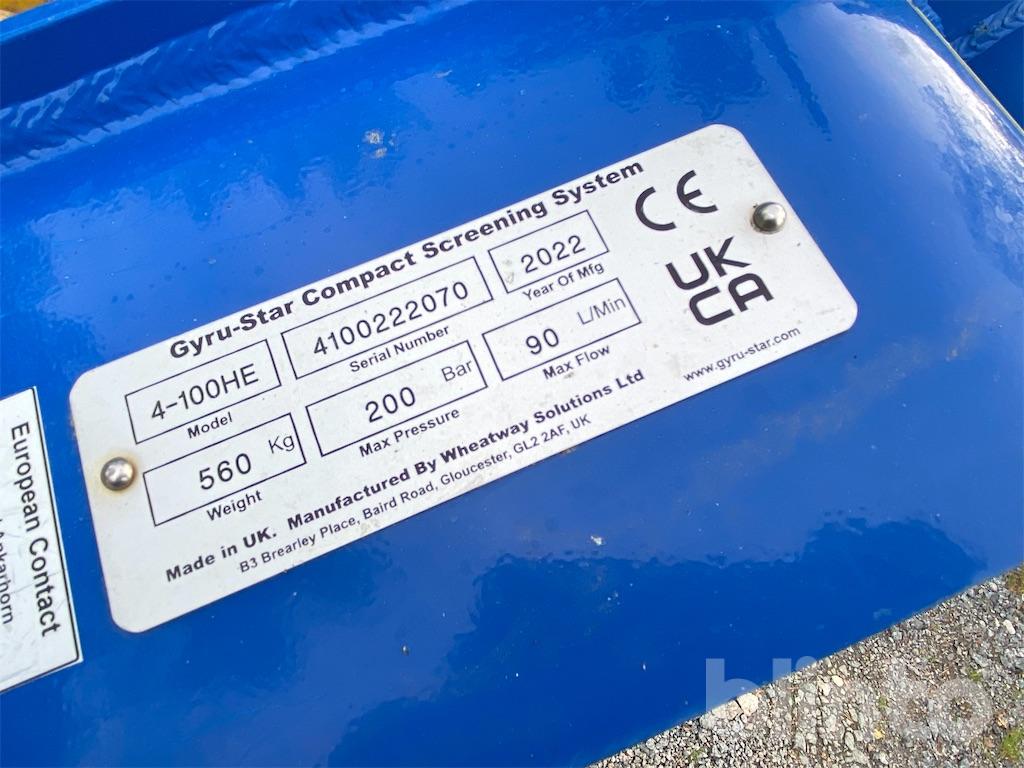 Gyru-Star Compact Screening System
CE
4-100HE
4100222070
2022
Model
Serial Number
Year Of Mfg
UK
CA
560 Kg
200 Bar
90 L/Min
Weight
Max Pressure
Max Flow
Made in UK. Manufactured By Wheatway Solutions Ltd
B3 Brearley Place, Baird Road, Gloucester, GL2 2AF, UK
www.gyru-star.com
European Contact
Ankarhorn
blinto